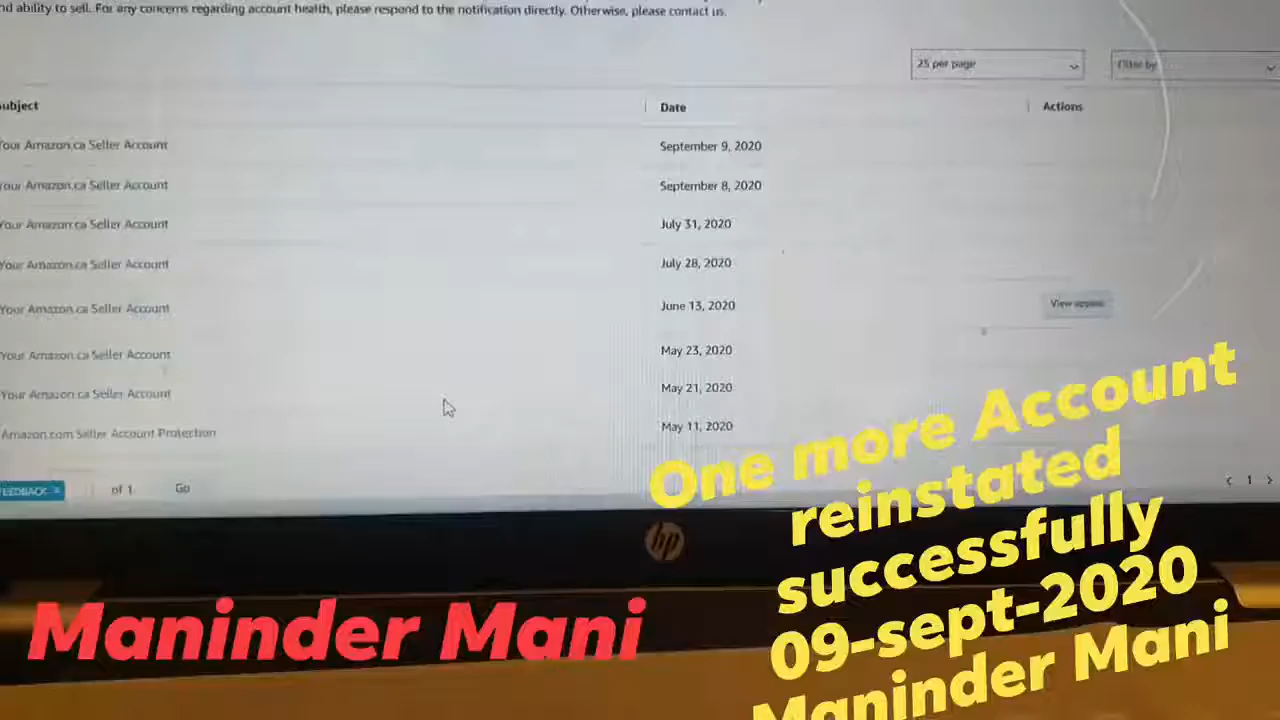 nd ability to sell. For any concerns regarding account health, please respond to the notification directly. Otherwise, please contact us.
25 per page
Filter by
ubject
Date
Actions
Your Amazon.ca Seller Account
September 9, 2020
Your Amazon.ca Seller Account
September 8, 2020
Your Amazon.ca Seller Account
July 31, 2020
Your Amazon.ca Seller Account
July 28, 2020
Your Amazon.ca Seller Account
June 13, 2020
View appeal
Your Amazon.ca Seller Account
May 23, 2020
Your Amazon.ca Seller Account
May 21, 2020
Amazon.com Seller Account Protection
May 11, 2020
FEEDBACK
of 1
Go
< 1 >
hp
One more Account
reinstated
successfully
09-sept-2020
Maninder Mani
Maninder Mani